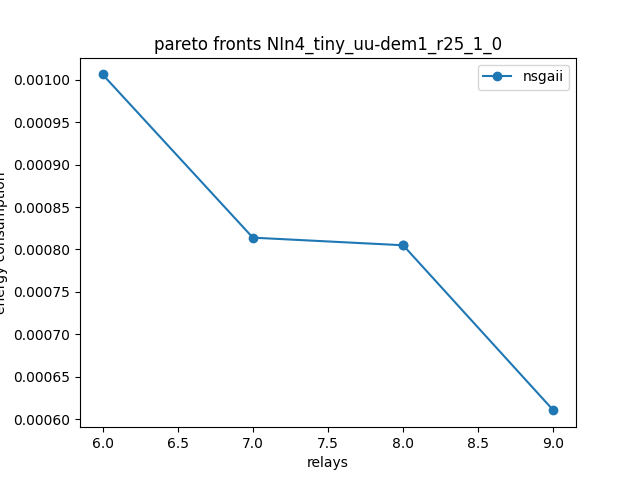 pareto fronts NIn4_tiny_uu-dem1_r25_1_0
nsgaii
0.00100
0.00095
0.00090
0.00085
0.00080
0.00075
0.00070
0.00065
0.00060
energy consumption
6.0 6.5 7.0 7.5 8.0 8.5 9.0
relays